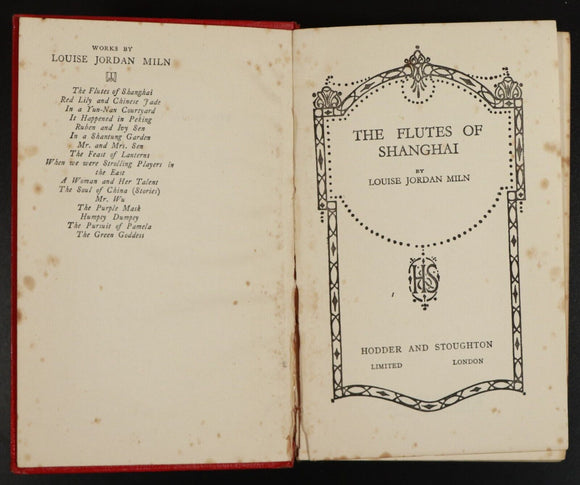 WORKS BY
LOUISE JORDAN MILN
The Flutes of Shanghai
Red Lily and Chinese Jade
In a Yun-Nan Courtyard
It Happened in Peking
Ruben and Ivy Sen
In a Shantung Garden
Mr. and Mrs. Sen
The Feast of Lanterns
When we were Strolling Players in
the East
A Woman and Her Talent
The Soul of China (Stories)
Mr. Wu
The Purple Mask
Humpty Dumpty
The Pursuit of Pamela
The Green Goddess
THE FLUTES OF
SHANGHAI
BY
LOUISE JORDAN MILN
HS
HODDER AND STOUGHTON
LIMITED LONDON